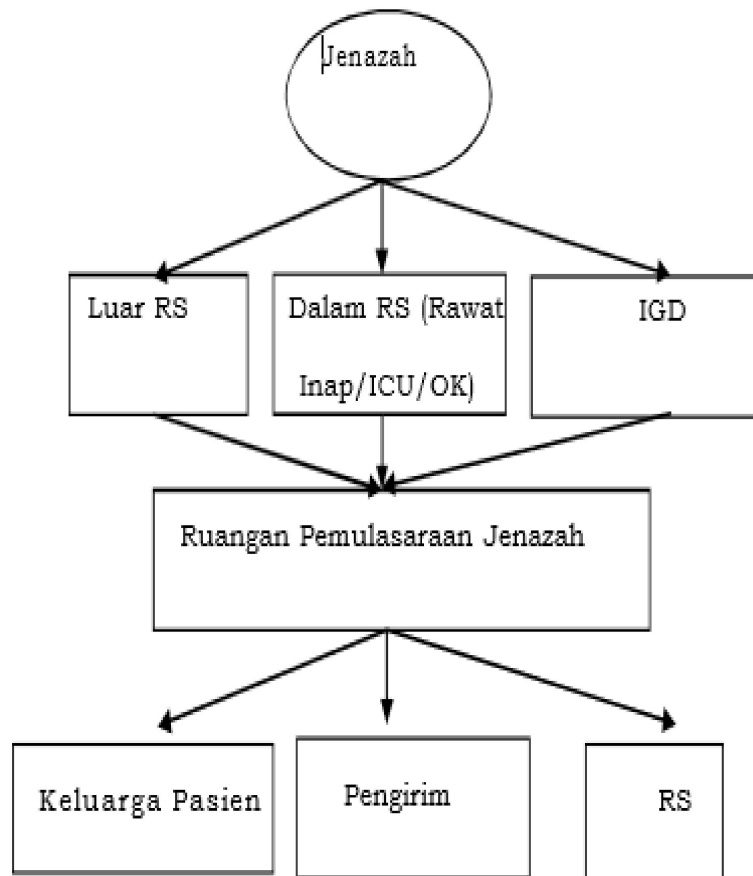 Jenazah
Luar RS
Dalam RS (Rawat
Inap/ICU/OK)
IGD
Ruangan Pemulasaraan Jenazah
Keluarga Pasien
Pengirim
RS